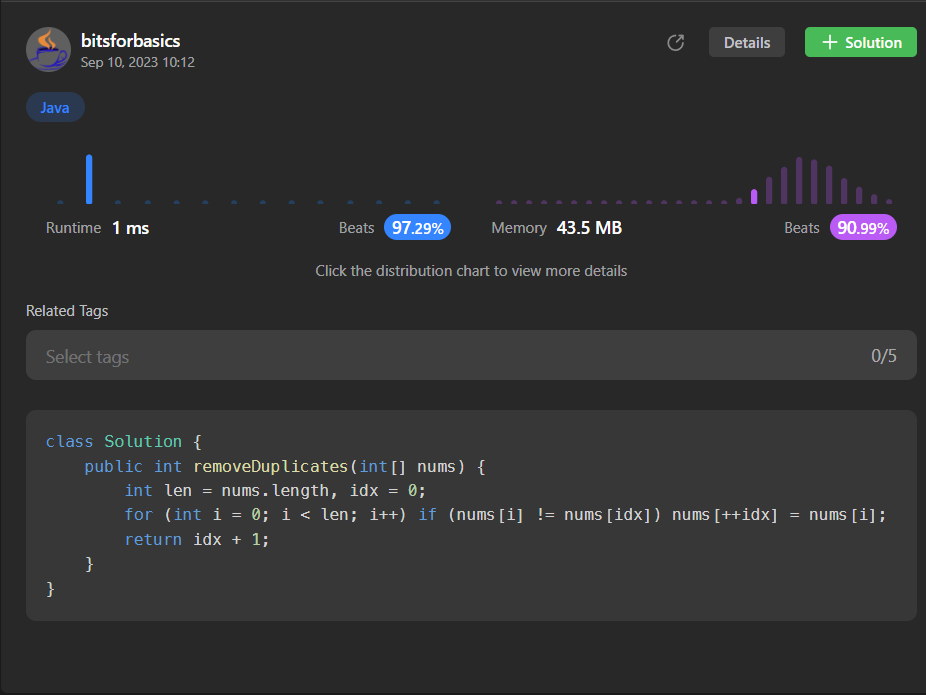 bitsforbasics
Sep 10, 2023 10:12
Details
+ Solution
Java
Runtime 1 ms Beats 97.29% Memory 43.5 MB Beats 90.99%
Click the distribution chart to view more details
Related Tags
Select tags 0/5
class Solution {
    public int removeDuplicates(int[] nums) {
        int len = nums.length, idx = 0;
        for (int i = 0; i < len; i++) if (nums[i] != nums[idx]) nums[++idx] = nums[i];
        return idx + 1;
    }
}